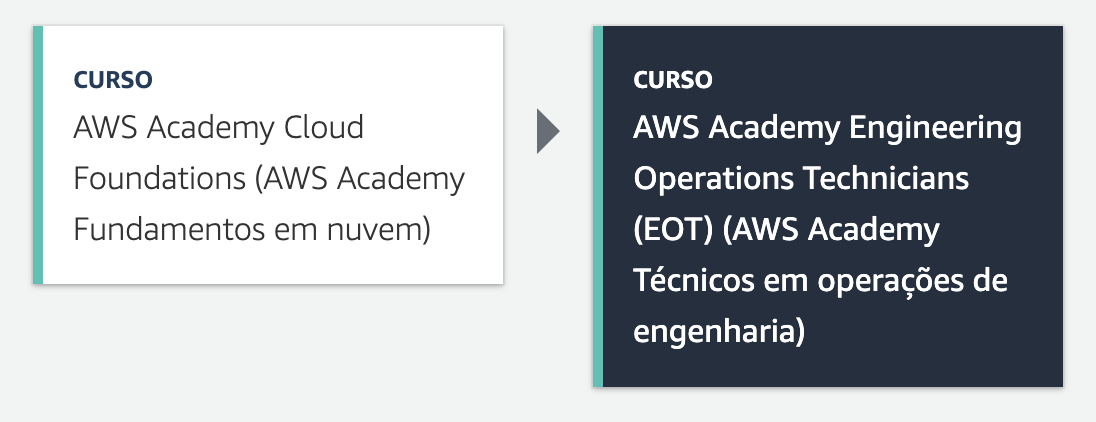 CURSO
AWS Academy Cloud
Foundations (AWS Academy
Fundamentos em nuvem)
CURSO
AWS Academy Engineering
Operations Technicians
(EOT) (AWS Academy
Técnicos em operações de
engenharia)